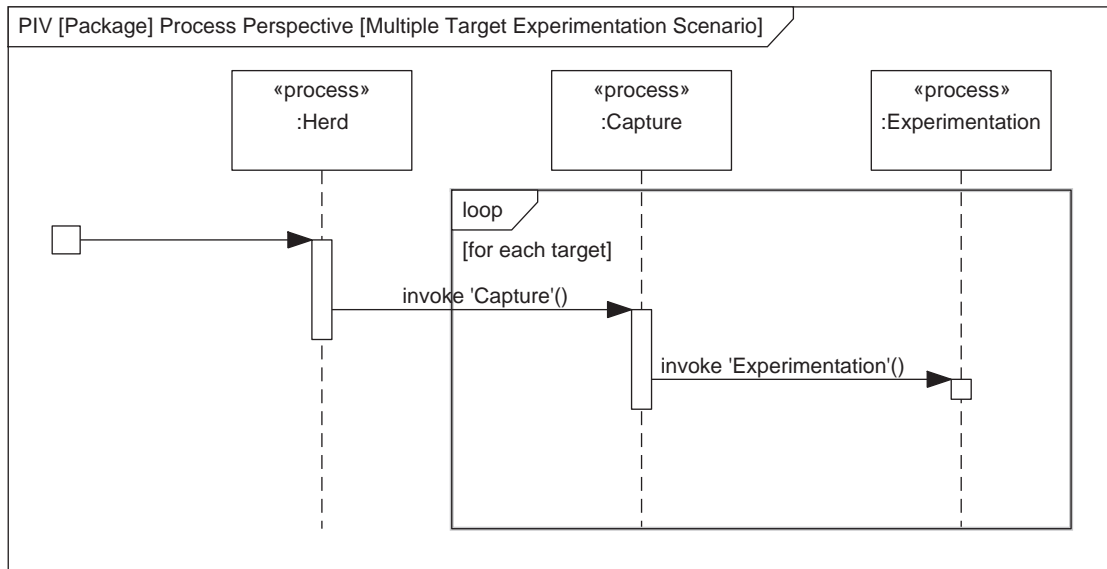 PIV [Package] Process Perspective [Multiple Target Experimentation Scenario]
«process»
:Herd
«process»
:Capture
«process»
:Experimentation
loop
[for each target]
invoke 'Capture'()
invoke 'Experimentation'()